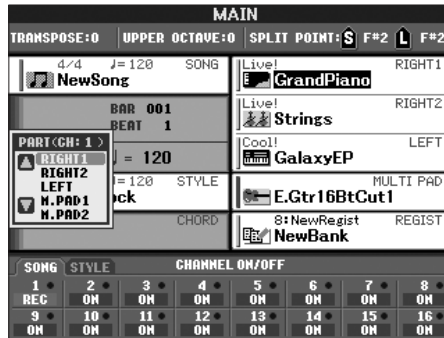 MAIN
TRANSPOSE:0 UPPER OCTAVE:0 SPLIT POINT: S F#2 L F#2
4/4 ♩=120 SONG
NewSong
Live! RIGHT1
GrandPiano
BAR 001
BEAT 1
Live! RIGHT2
Strings
PART(CH: 1 )
RIGHT1
RIGHT2
LEFT
M.PAD1
M.PAD2
♩ = 120
Cool! LEFT
GalaxyEP
=120 STYLE
ck
MULTI PAD
E.Gtr16BtCut1
CHORD
8:NewRegist REGIST
NewBank
SONG STYLE CHANNEL ON/OFF
1 2 3 4 5 6 7 8
REC ON ON ON ON ON ON ON
9 10 11 12 13 14 15 16
ON ON ON ON ON ON ON ON